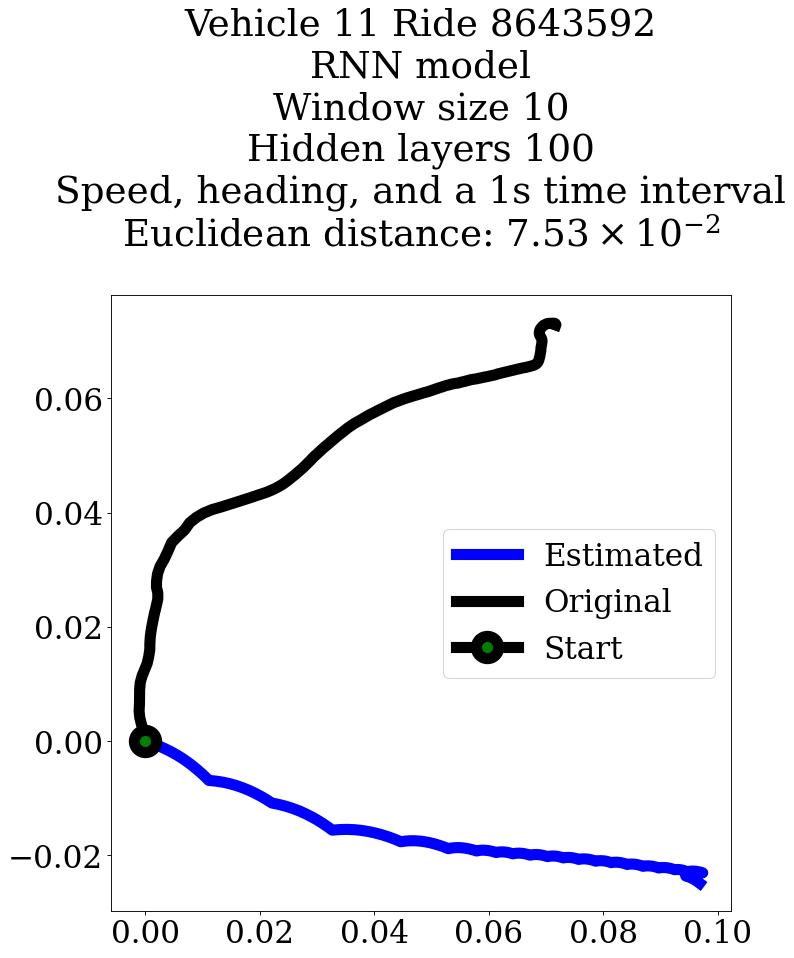 Vehicle 11 Ride 8643592
RNN model
Window size 10
Hidden layers 100
Speed, heading, and a 1s time interval
Euclidean distance: 7.53 × 10⁻²
0.06
0.04
0.02
0.00
−0.02
Estimated
Original
Start
0.00 0.02 0.04 0.06 0.08 0.10